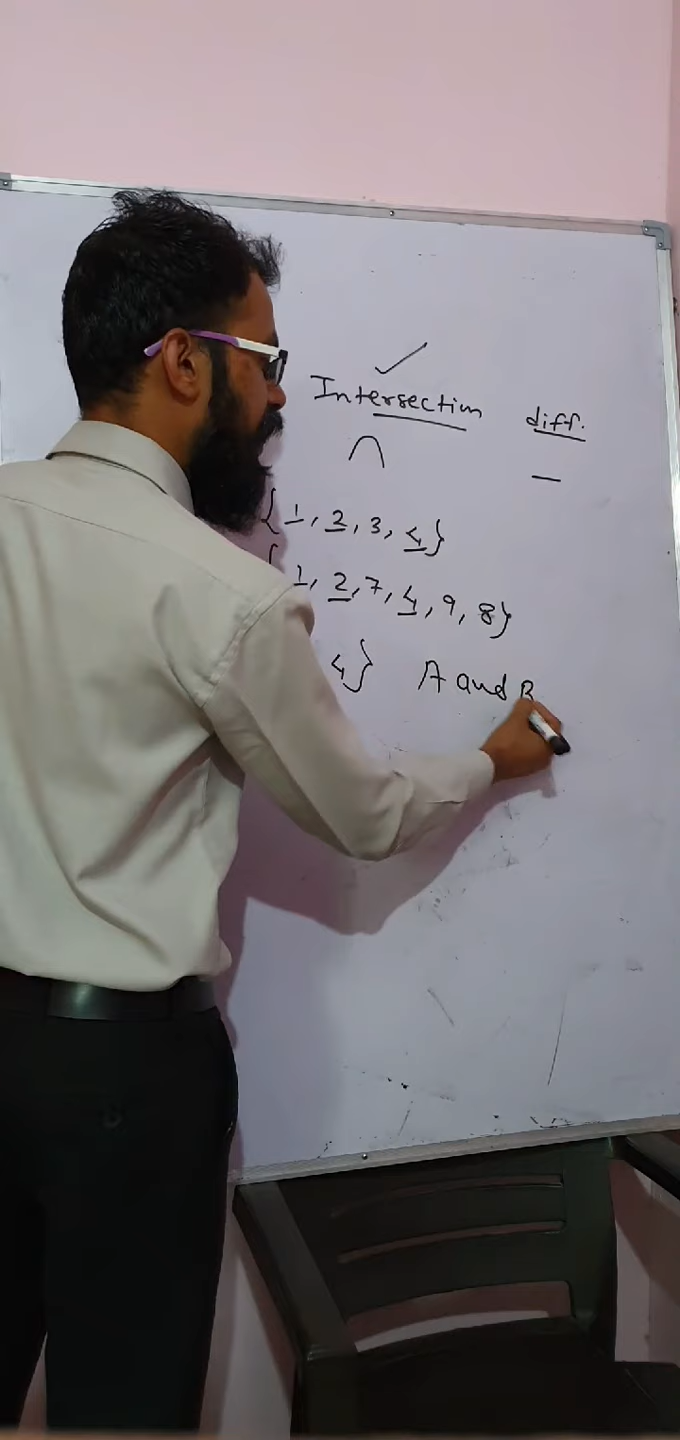 Intersection diff.
∩ —
{1, 2, 3, 4}
{1, 2, 7, 4, 9, 8}
4} A and B